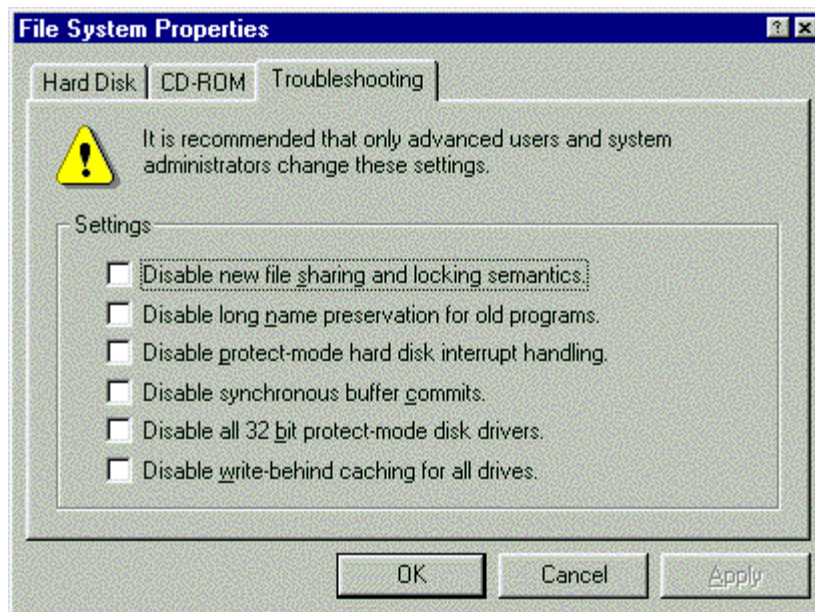 File System Properties
Hard Disk CD-ROM Troubleshooting
It is recommended that only advanced users and system
administrators change these settings.
Settings
Disable new file sharing and locking semantics.
Disable long name preservation for old programs.
Disable protect-mode hard disk interrupt handling.
Disable synchronous buffer commits.
Disable all 32 bit protect-mode disk drivers.
Disable write-behind caching for all drives.
OK Cancel Apply